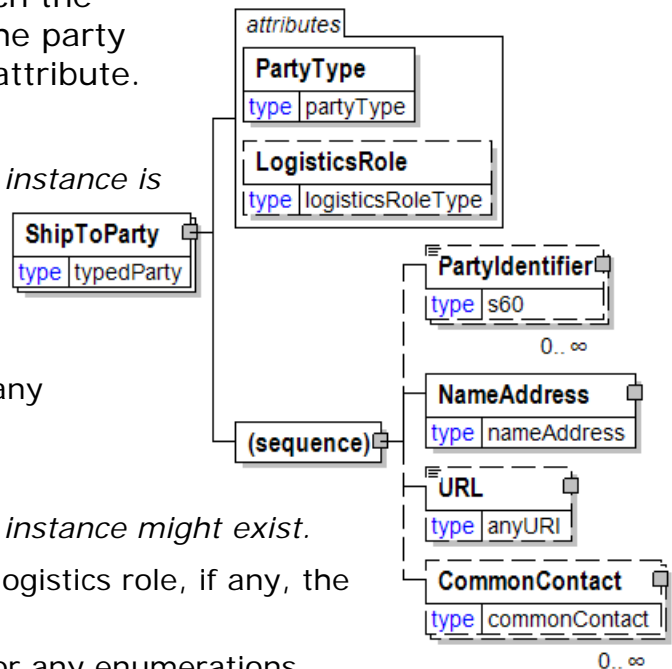 en the
he party
attribute.
instance is
any
instance might exist.
ogistics role, if any, the
or any enumerations
attributes
PartyType
type partyType
LogisticsRole
type logisticsRoleType
ShipToParty
type typedParty
(sequence)
PartyIdentifier
type s60
0.. ∞
NameAddress
type nameAddress
URL
type anyURI
CommonContact
type commonContact
0.. ∞